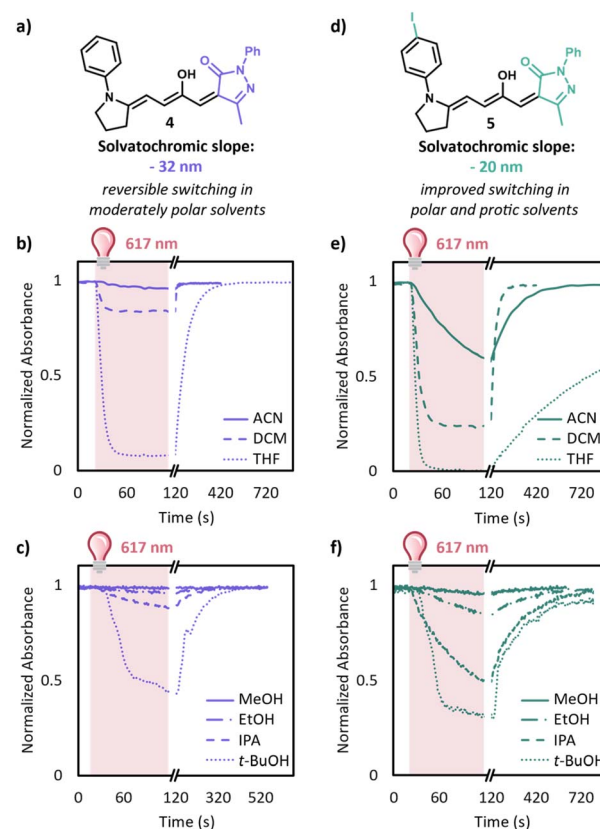 a)
O
N
Ph
OH
N
N
4
Solvatochromic slope:
- 32 nm
reversible switching in
moderately polar solvents
b)
617 nm
Normalized Absorbance
1
0.5
0
ACN
DCM
THF
60
120
420
720
Time (s)
c)
617 nm
Normalized Absorbance
1
0.5
0
MeOH
EtOH
IPA
t-BuOH
0
60
120
320
520
Time (s)
d)
I
O
N
Ph
OH
N
N
5
Solvatochromic slope:
- 20 nm
improved switching in
polar and protic solvents
e)
617 nm
Normalized Absorbance
1
0.5
0
ACN
DCM
THF
0
60
120
420
720
Time (s)
f)
617 nm
Normalized Absorbance
1
0.5
0
MeOH
EtOH
IPA
t-BuOH
0
60
120
420
720
Time (s)